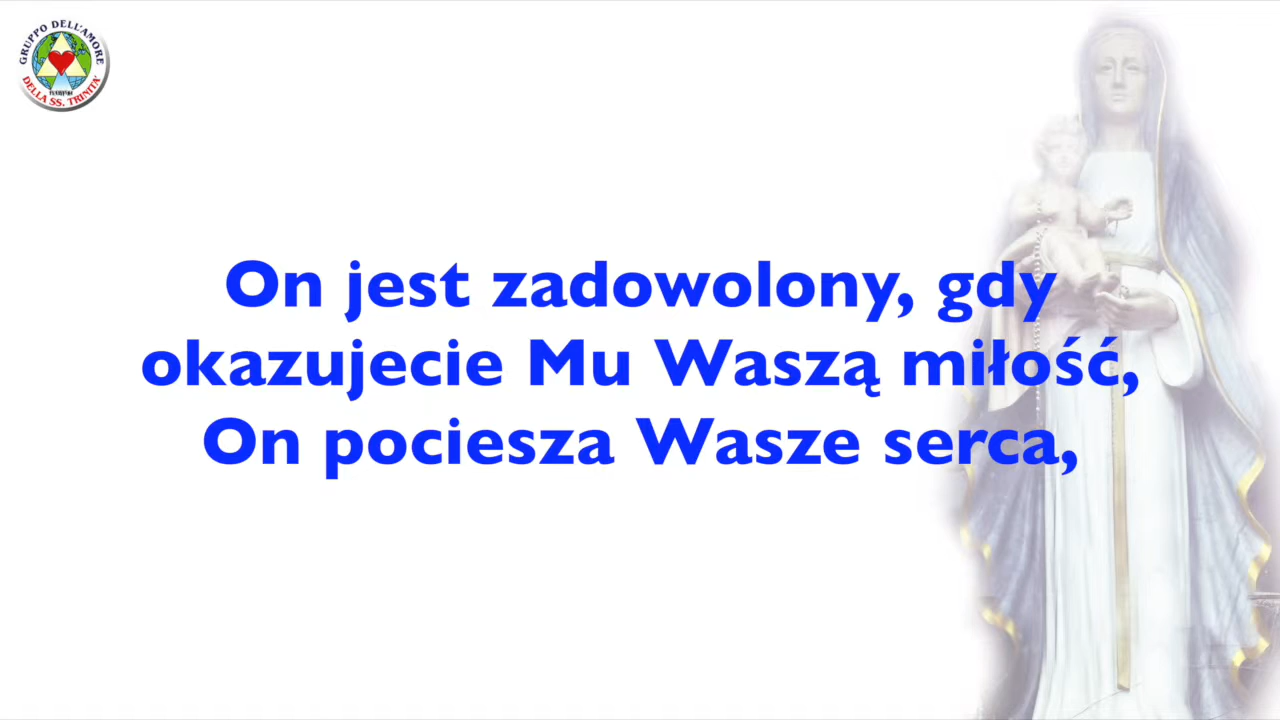 GRUPPO DELL'AMORE
DELLA SS. TRINITA'
On jest zadowolony, gdy
okazujecie Mu Waszą miłość,
On pociesza Wasze serca,